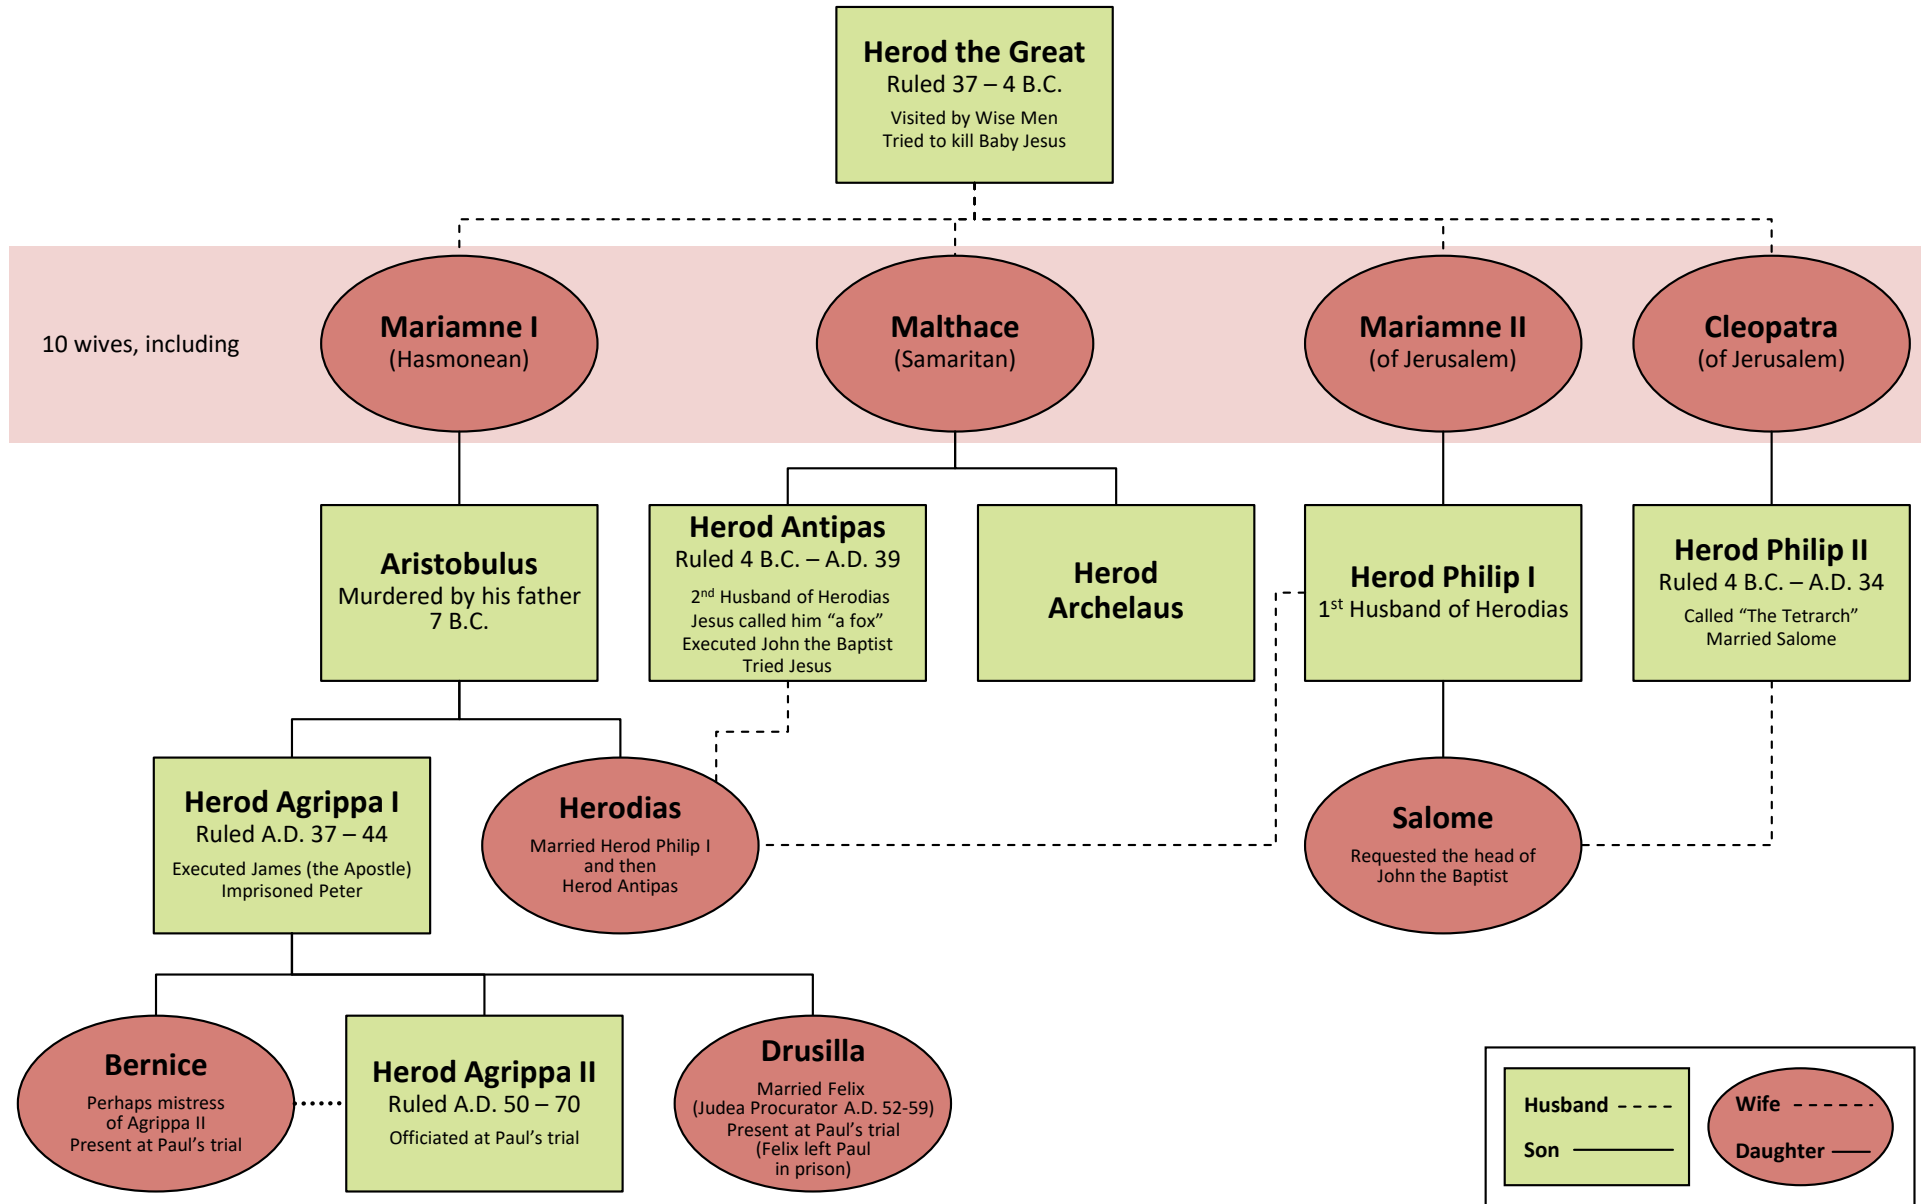 Herod the Great
Ruled 37 – 4 B.C.
Visited by Wise Men
Tried to kill Baby Jesus
10 wives, including
Mariamne I
(Hasmonean)
Malthace
(Samaritan)
Mariamne II
(of Jerusalem)
Cleopatra
(of Jerusalem)
Aristobulus
Murdered by his father
7 B.C.
Herod Antipas
Ruled 4 B.C. – A.D. 39
2nd Husband of Herodias
Jesus called him “a fox”
Executed John the Baptist
Tried Jesus
Herod
Archelaus
Herod Philip I
1st Husband of Herodias
Herod Philip II
Ruled 4 B.C. – A.D. 34
Called “The Tetrarch”
Married Salome
Herod Agrippa I
Ruled A.D. 37 – 44
Executed James (the Apostle)
Imprisoned Peter
Herodias
Married Herod Philip I
and then
Herod Antipas
Salome
Requested the head of
John the Baptist
Bernice
Perhaps mistress
of Agrippa II
Present at Paul’s trial
Herod Agrippa II
Ruled A.D. 50 – 70
Officiated at Paul’s trial
Drusilla
Married Felix
(Judea Procurator A.D. 52-59)
Present at Paul’s trial
(Felix left Paul
in prison)
Husband
Son
Wife
Daughter